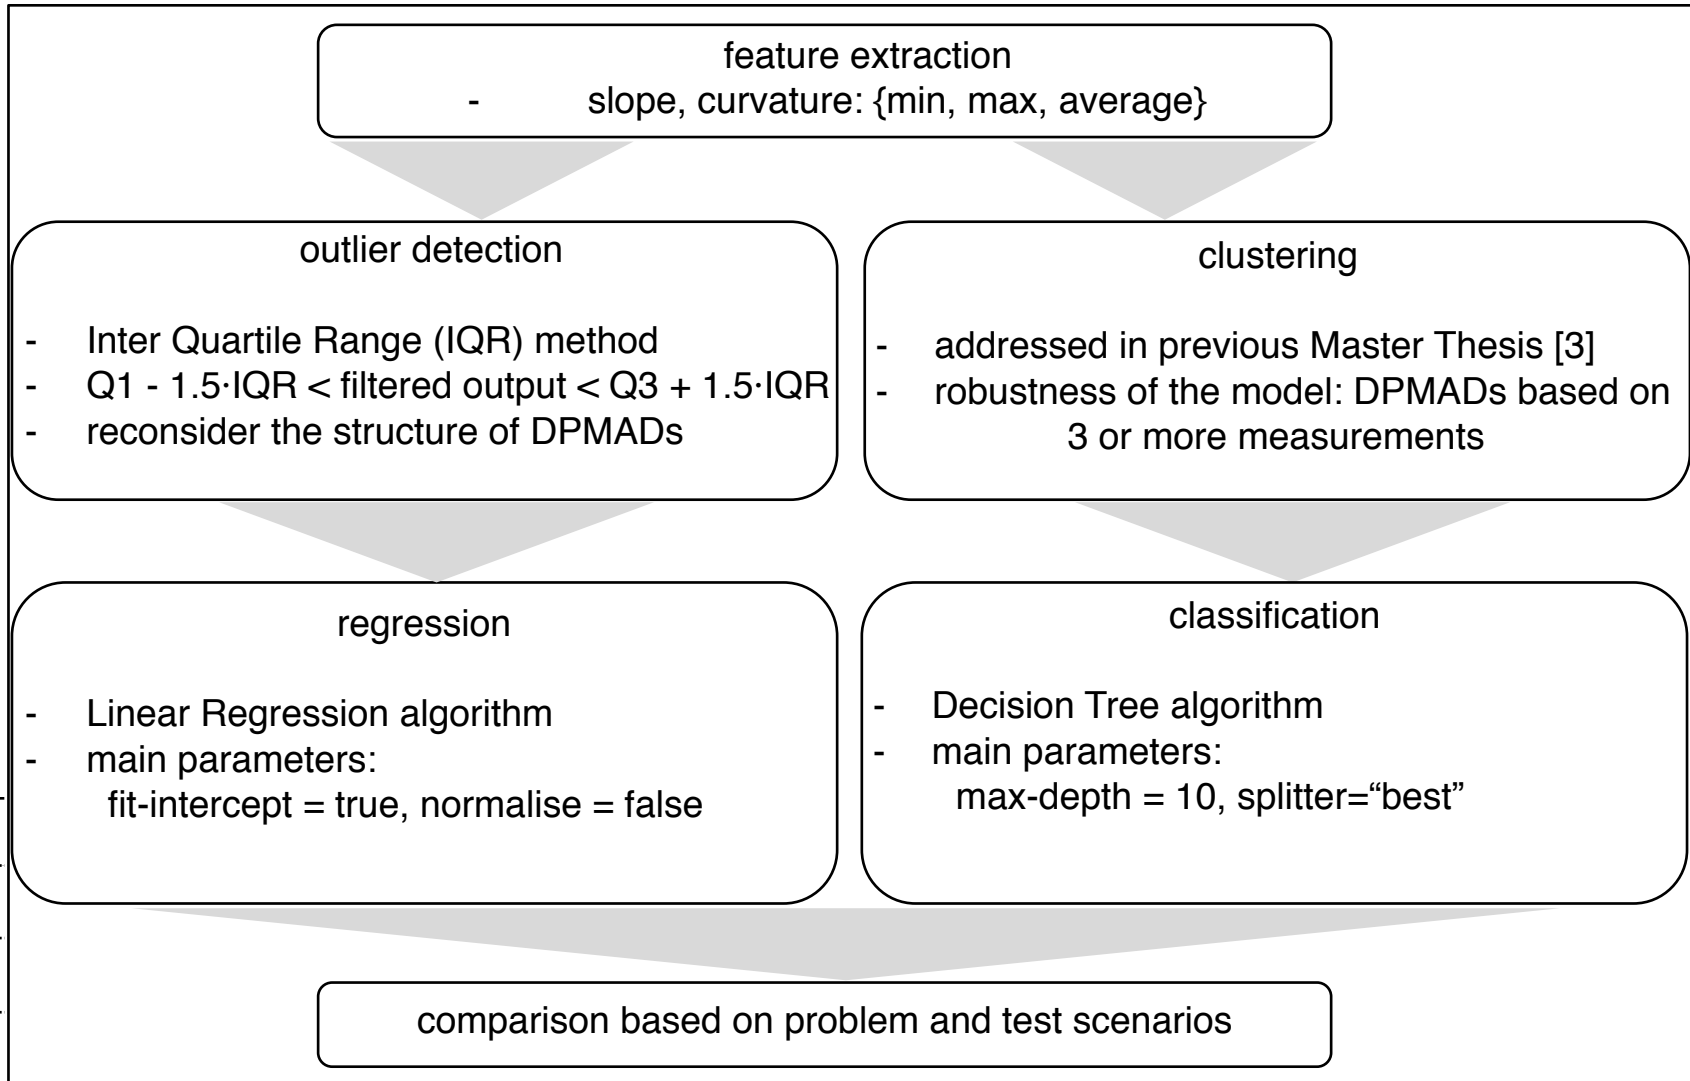 feature extraction
- slope, curvature: {min, max, average}
outlier detection
- Inter Quartile Range (IQR) method
- Q1 - 1.5·IQR < filtered output < Q3 + 1.5·IQR
- reconsider the structure of DPMADs
clustering
- addressed in previous Master Thesis [3]
- robustness of the model: DPMADs based on
3 or more measurements
regression
- Linear Regression algorithm
- main parameters:
fit-intercept = true, normalise = false
classification
- Decision Tree algorithm
- main parameters:
max-depth = 10, splitter=“best”
comparison based on problem and test scenarios